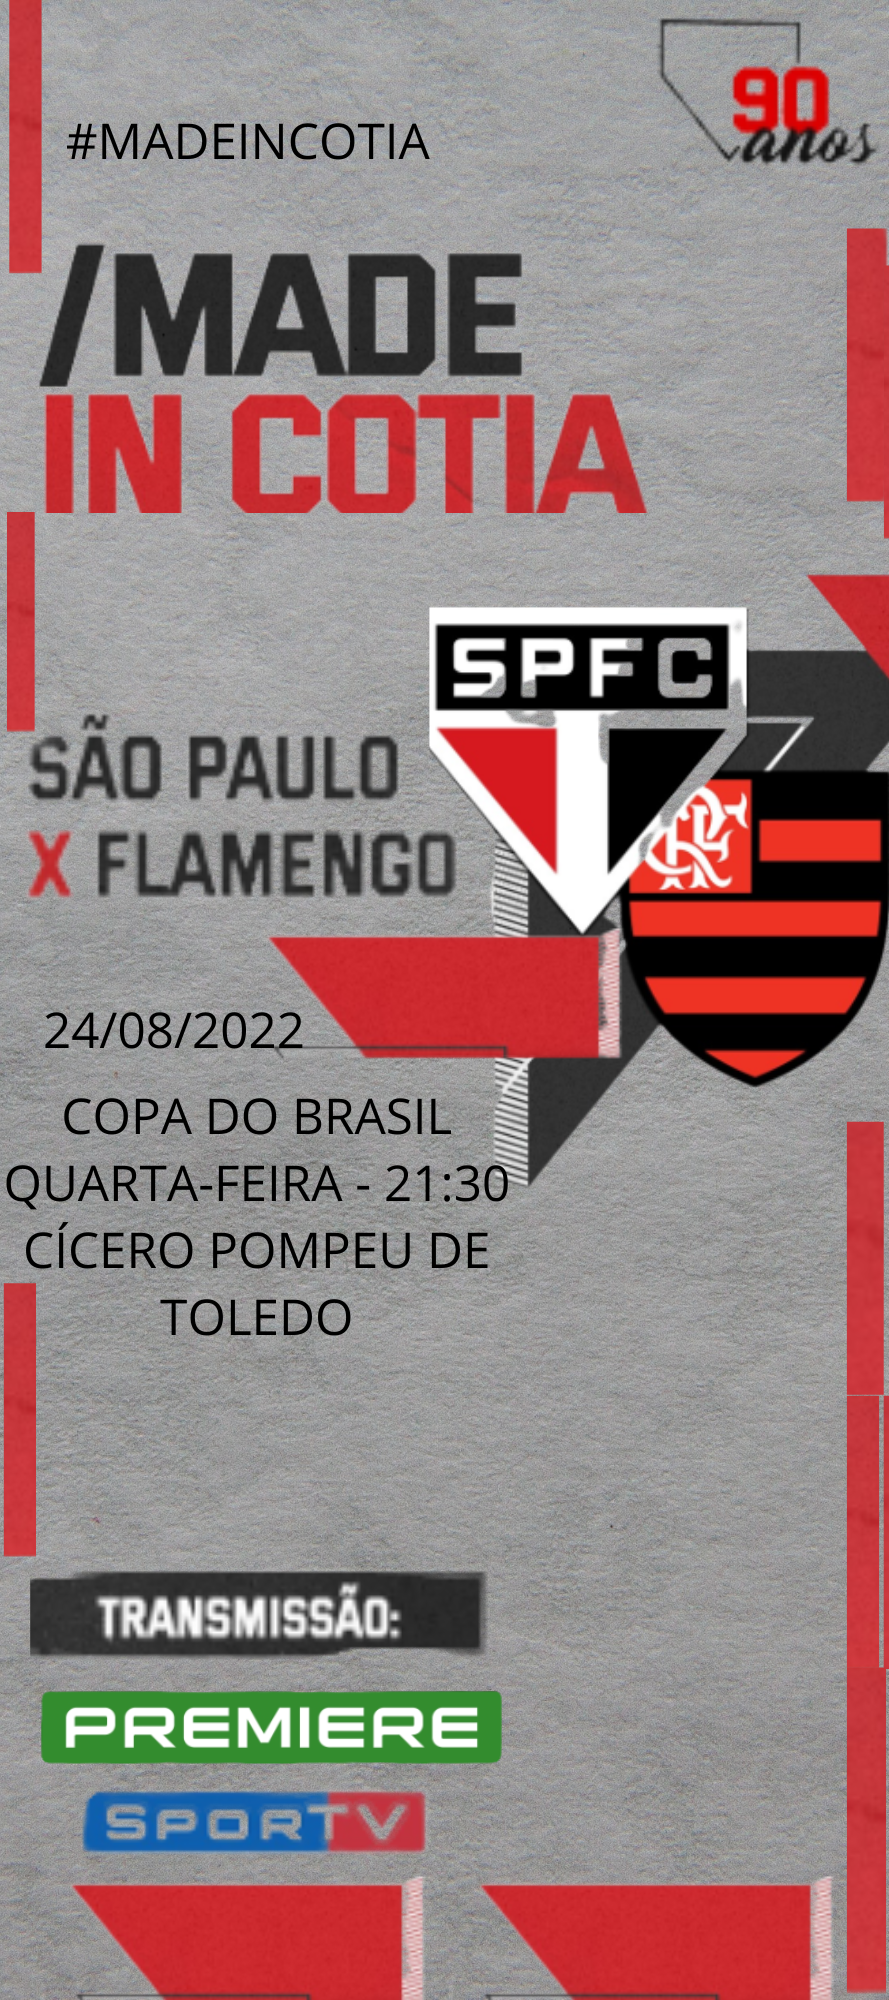 90
anos
#MADEINCOTIA
/MADE
IN COTIA
SPFC
SÃO PAULO
X FLAMENGO
24/08/2022
COPA DO BRASIL
QUARTA-FEIRA - 21:30
CÍCERO POMPEU DE
TOLEDO
TRANSMISSÃO:
PREMIERE
SPORTV